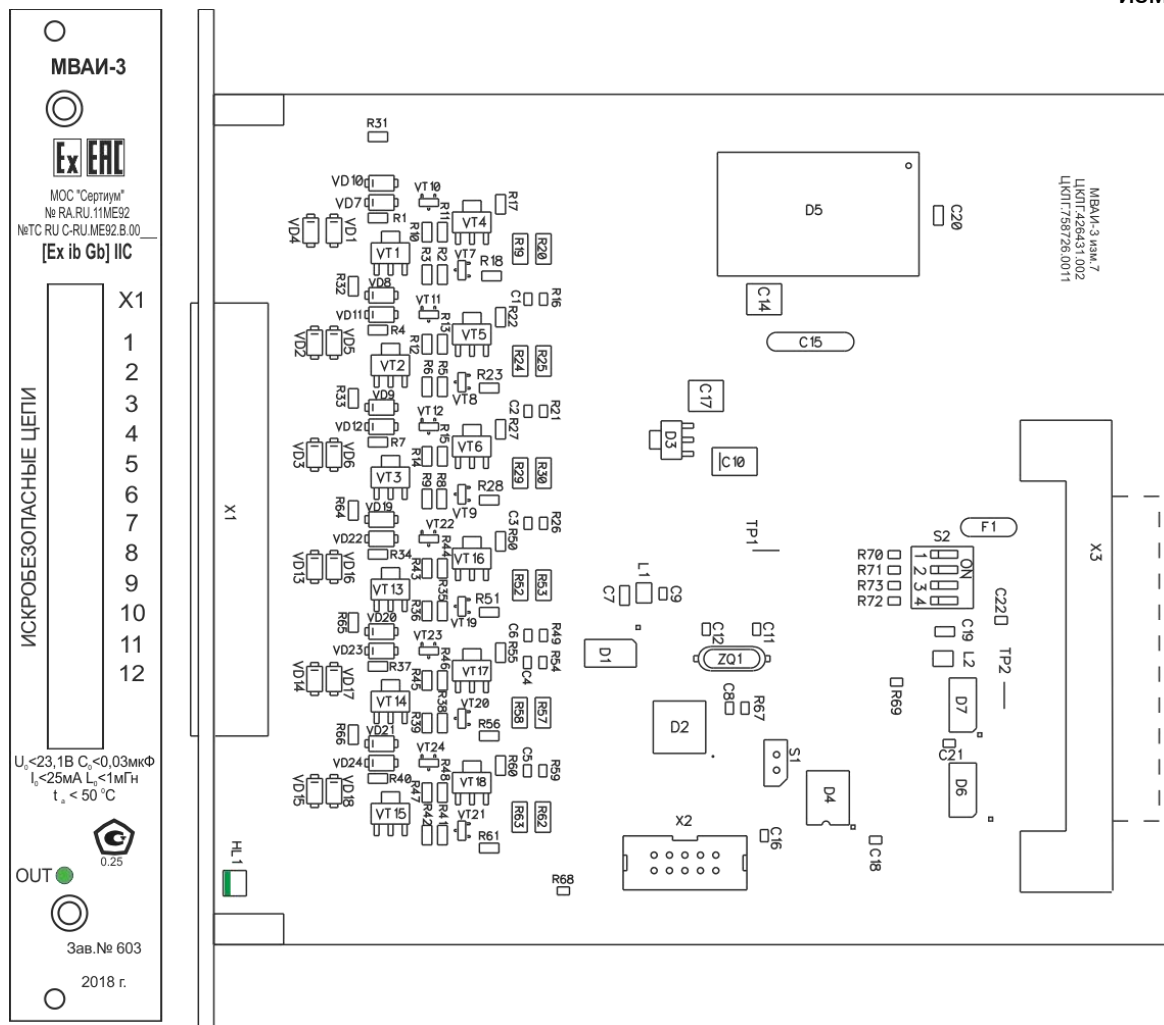 ИЗМ
МВАИ-3
Ex EAC
МОС "Сертиум"
№ RA.RU.11МЕ92
№ТС RU C-RU.МЕ92.В.00___
[Ex ib Gb] IIC
X1
1
2
3
4
5
6
7
8
9
10
11
12
ИСКРОБЕЗОПАСНЫЕ ЦЕПИ
U₀<23,1В C₀<0,03мкФ
I₀<25мА L₀<1мГн
t ₐ < 50 °C
0.25
OUT
Зав.№ 603
2018 г.
X1
HL1
R31
VD10
VD7
R1
VD4
VD1
VT1
VT10
R10
R11
VT4
R17
R3
R2
VT7
R18
R19
R20
R32
VD8
VD11
R4
VD2
VD5
VT2
VT11
R12
R13
VT5
C1
R16
R22
R6
R5
VT8
R23
R24
R25
R33
VD9
VD12
R7
VD3
VD6
VT3
VT12
R14
R15
VT6
C2
R21
R27
R9
R8
VT9
R28
R29
R30
R64
VD19
VD22
R34
VD13
VD16
VT13
VT22
R43
R44
VT16
C3
R26
R50
R36
R35
VT19
R51
R52
R53
R65
VD20
VD23
R37
VD14
VD17
VT14
VT23
R45
R46
VT17
C6
R49
R55
C4
R54
R39
R38
VT20
R56
R58
R57
R66
VD21
VD24
R40
VD15
VD18
VT15
VT24
R47
R48
VT18
R60
C5
R59
R42
R41
VT21
R61
R63
R62
R68
D5
C20
МВАИ-3 изм.7
ЦКЛГ.426431.002
ЦКЛГ.758726.0011
C14
C15
C17
D3
C10
TP1
F1
S2
R70
R71
R73
R72
1
2
3
4
ON
X3
C22
C7
L1
C9
D1
C12
C11
ZQ1
C19
L2
TP2
R69
D7
C8
R67
D2
S1
C21
D6
D4
X2
C16
C18